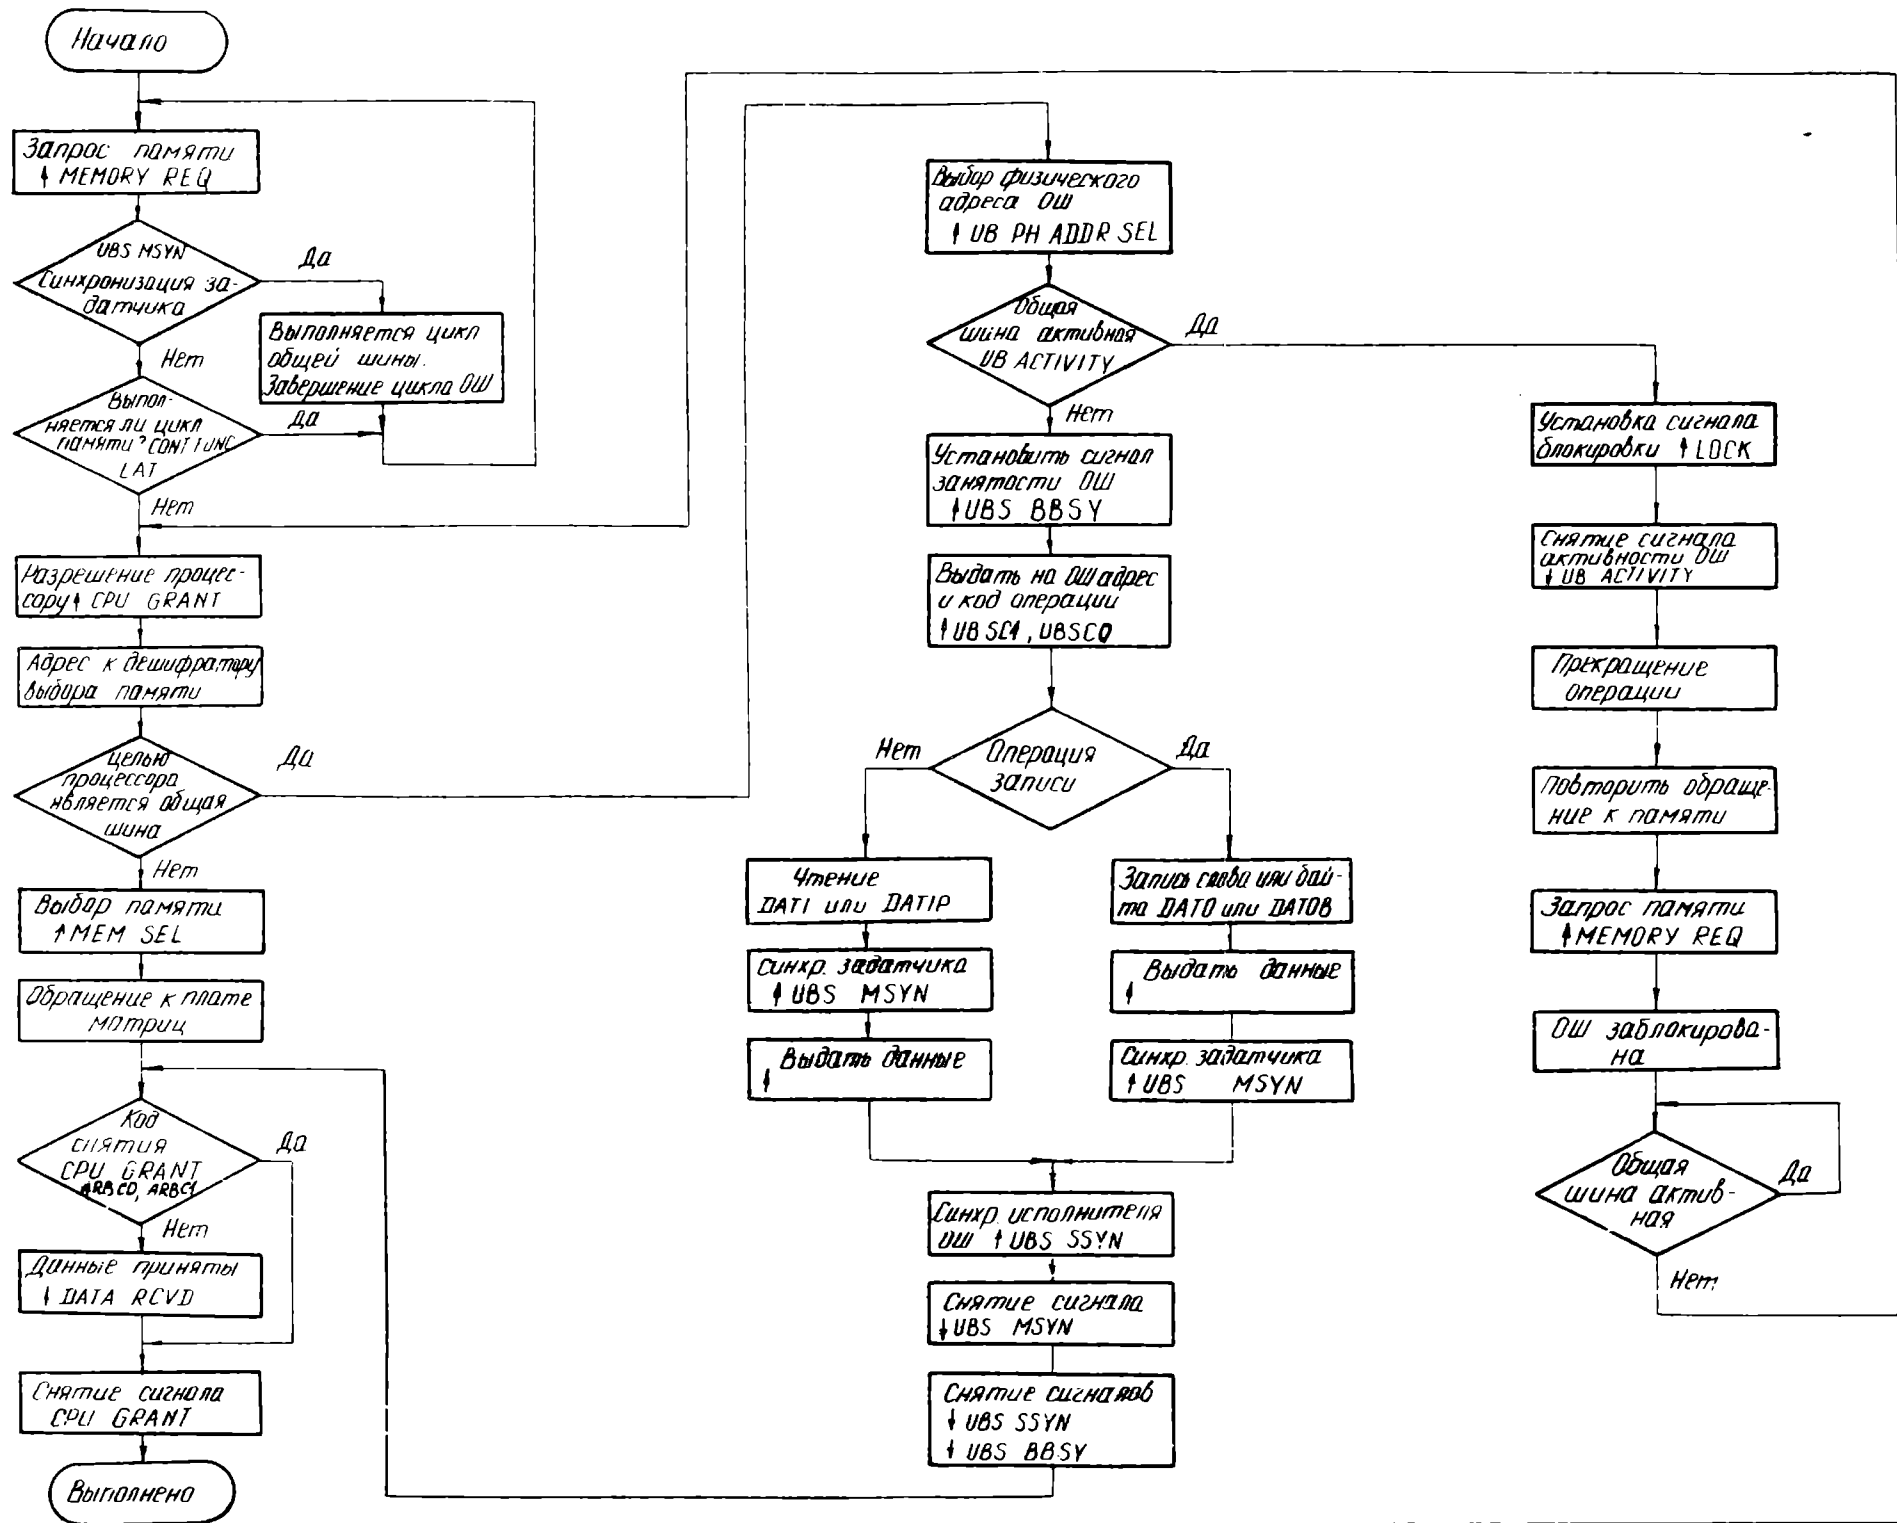 Начало
Запрос памяти
↑ MEMORY REQ
UBS MSYN
Синхронизация за-
датчика
Да
Нет
Выполняется цикл
общей шины.
Завершение цикла ОШ
Выпол-
няется ли цикл
памяти? CONT FUNC
LAT
Да
Нет
Разрешение процес-
сору ↑ CPU GRANT
Адрес к дешифратору
выбора памяти
целью
процессора
является общая
шина
Да
Нет
Выбор памяти
↑ MEM SEL
Обращение к плате
матриц
Код
снятия
CPU GRANT
ARBC0, ARBC1
Да
Нет
Данные приняты
↓ DATA RCVD
Снятие сигнала
CPU GRANT
Выполнено
Выбор физического
адреса ОШ
↑ UB PH ADDR SEL
Общая
шина активная
UB ACTIVITY
Да
Нет
Установить сигнал
занятости ОШ
↑ UBS BBSY
Выдать на ОШ адрес
и код операции
↑ UBSC1, UBSC0
Операция
записи
Нет
Да
Чтение
DATI или DATIP
Синхр. задатчика
↑ UBS MSYN
Выдать данные
↑
Запись слова или бай-
та DATO или DATOB
Выдать данные
↑
Синхр. задатчика
↑ UBS MSYN
Синхр. исполнителя
ОШ ↑ UBS SSYN
Снятие сигнала
↓ UBS MSYN
Снятие сигналов
↓ UBS SSYN
↓ UBS BBSY
Установка сигнала
блокировки ↑ LOCK
Снятие сигнала
активности ОШ
↓ UB ACTIVITY
Прекращение
операции
Повторить обраще-
ние к памяти
Запрос памяти
↑ MEMORY REQ
ОШ заблокирова-
на
Общая
шина актив-
ная
Да
Нет